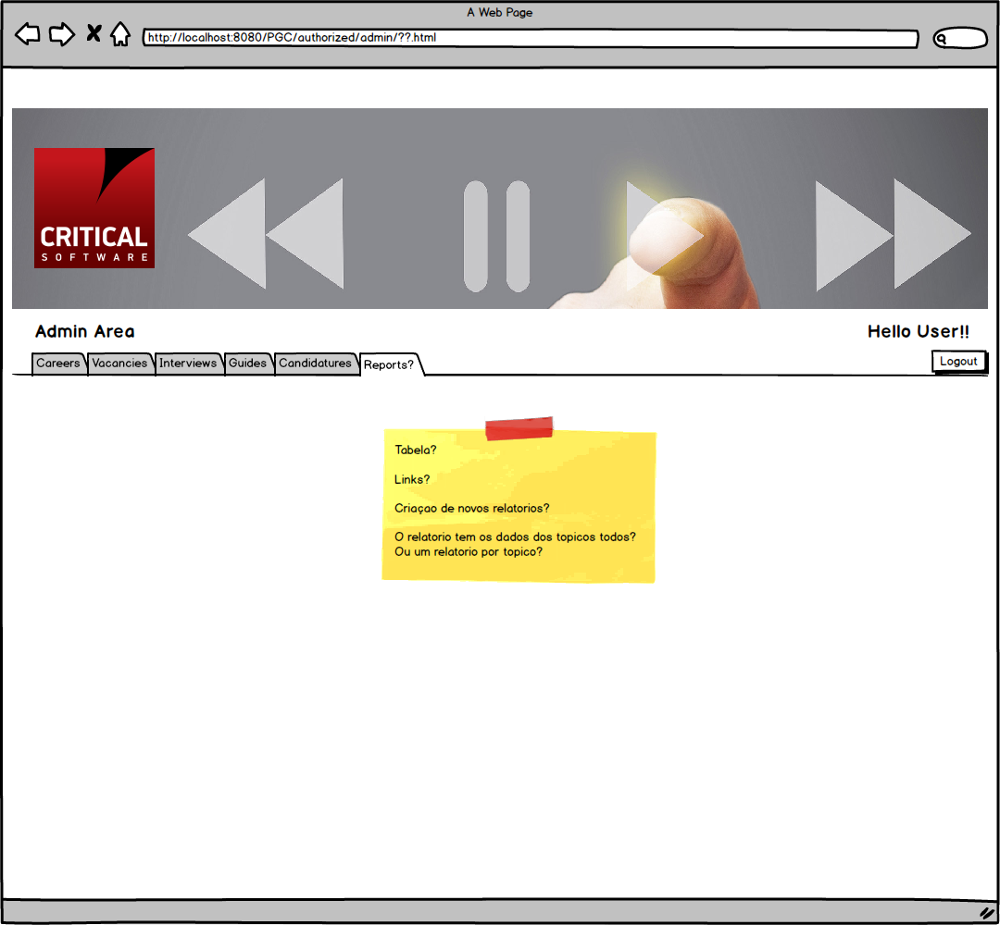 A Web Page
http://localhost:8080/PGC/authorized/admin/??.html
CRITICAL
SOFTWARE
Admin Area
Hello User!!
Careers
Vacancies
Interviews
Guides
Candidatures
Reports?
Logout
Tabela?
Links?
Criaçao de novos relatorios?
O relatorio tem os dados dos topicos todos?
Ou um relatorio por topico?